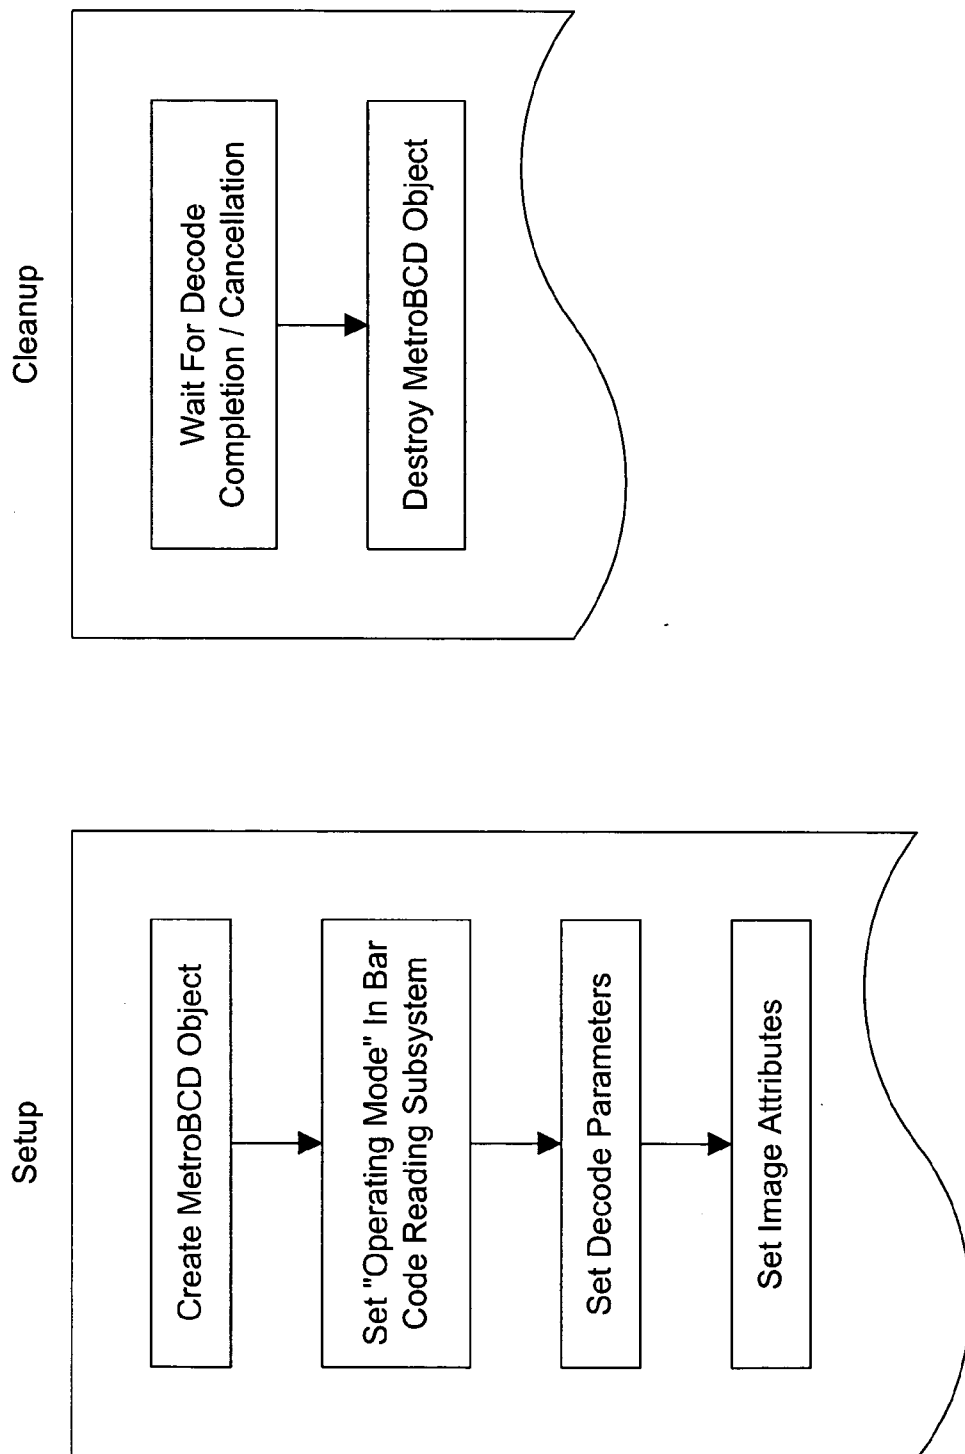 Setup
Create MetroBCD Object
Set "Operating Mode" In Bar
Code Reading Subsystem
Set Decode Parameters
Set Image Attributes
Cleanup
Wait For Decode
Completion / Cancellation
Destroy MetroBCD Object